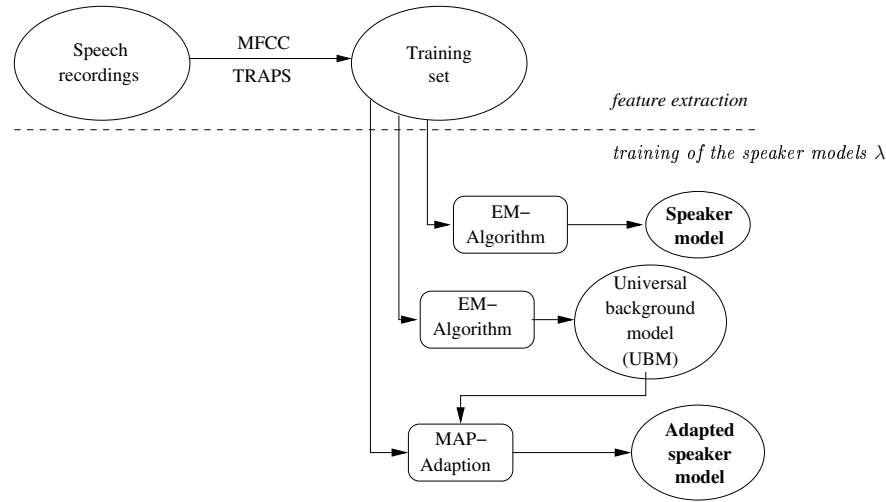 Speech
recordings
MFCC
TRAPS
Training
set
feature extraction
training of the speaker models λ
EM−
Algorithm
Speaker
model
EM−
Algorithm
Universal
background
model
(UBM)
MAP−
Adaption
Adapted
speaker
model